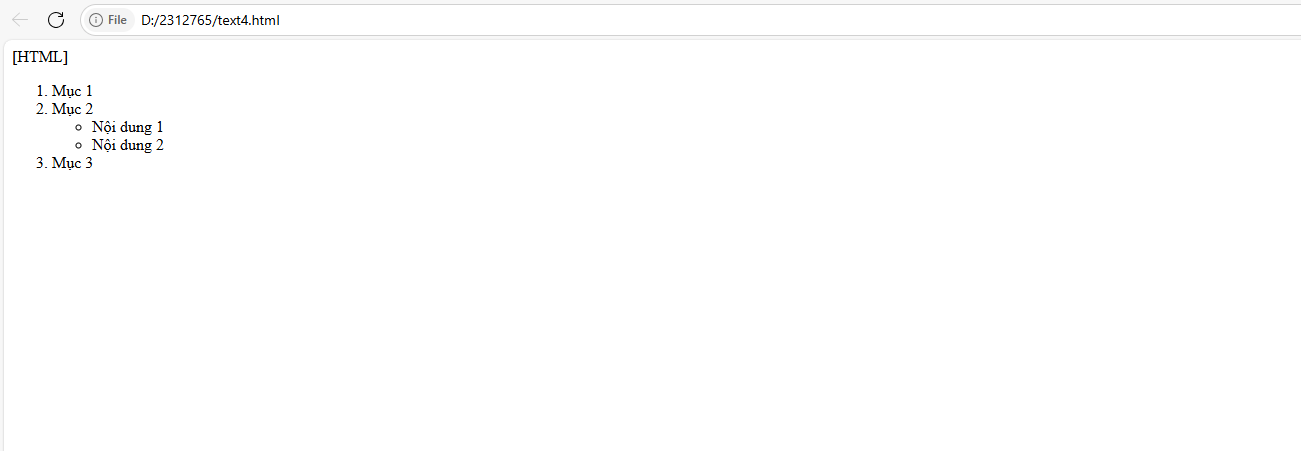 File D:/2312765/text4.html
[HTML]
1. Mục 1
2. Mục 2
Nội dung 1
Nội dung 2
3. Mục 3